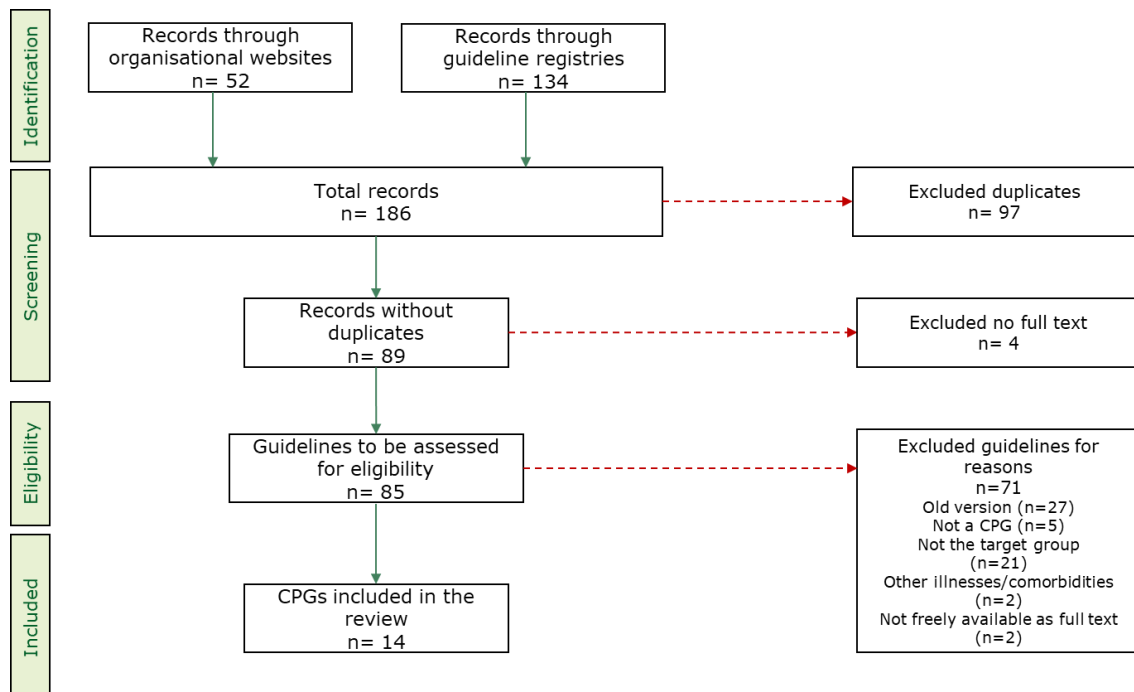 Identification
Records through
organisational websites
n= 52
Records through
guideline registries
n= 134
Screening
Total records
n= 186
Excluded duplicates
n= 97
Records without
duplicates
n= 89
Excluded no full text
n= 4
Eligibility
Guidelines to be assessed
for eligibility
n= 85
Excluded guidelines for
reasons
n=71
Old version (n=27)
Not a CPG (n=5)
Not the target group
(n=21)
Other illnesses/comorbidities
(n=2)
Not freely available as full text
(n=2)
Included
CPGs included in the
review
n= 14